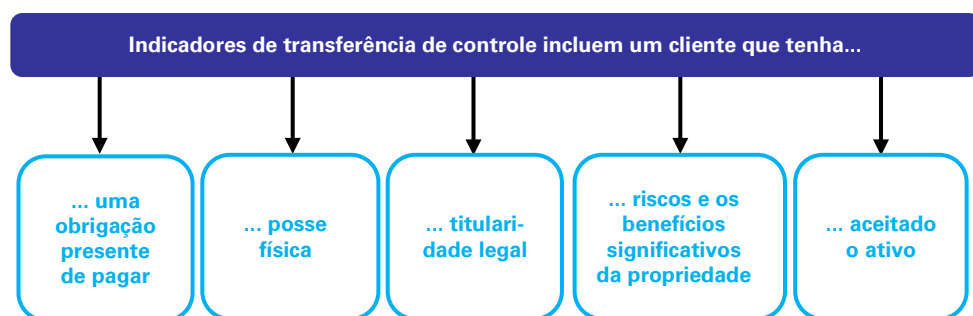 Indicadores de transferência de controle incluem um cliente que tenha...
... uma
obrigação
presente
de pagar
... posse
física
... titulari-
dade legal
... riscos e os
benefícios
significativos
da propriedade
... aceitado
o ativo